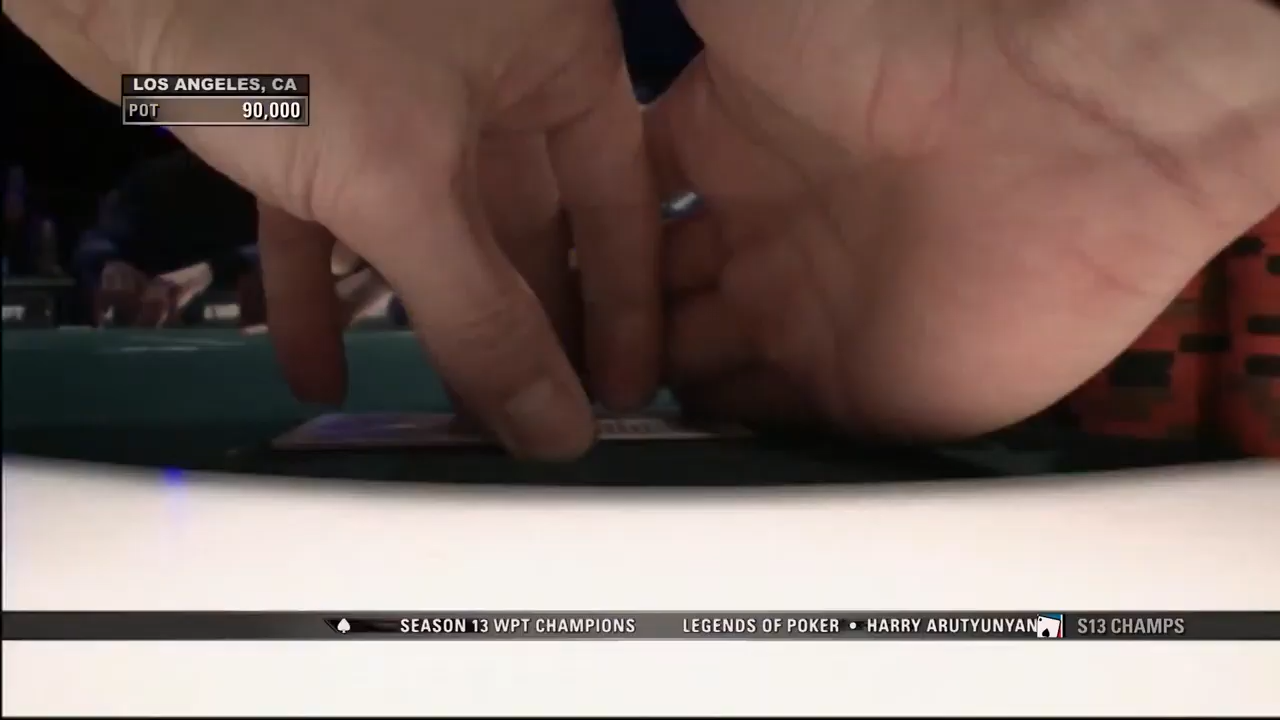 LOS ANGELES, CA
POT 90,000
SEASON 13 WPT CHAMPIONS LEGENDS OF POKER • HARRY ARUTYUNYAN S13 CHAMPS